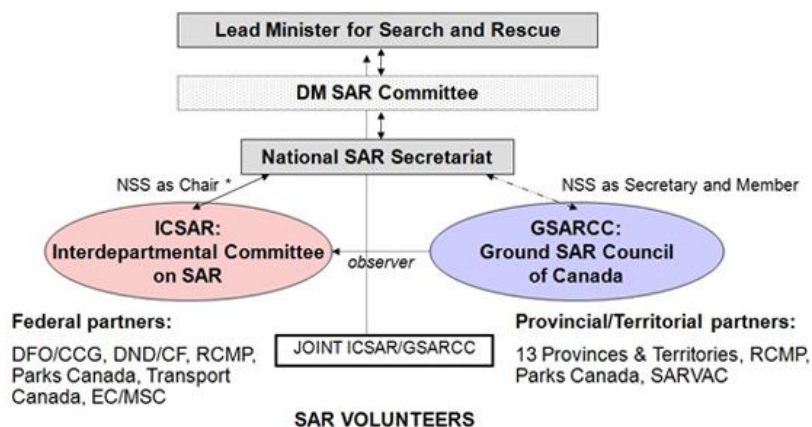 Lead Minister for Search and Rescue
DM SAR Committee
National SAR Secretariat
NSS as Chair *
NSS as Secretary and Member
ICSAR:
Interdepartmental Committee
on SAR
observer
GSARCC:
Ground SAR Council
of Canada
Federal partners:
DFO/CCG, DND/CF, RCMP,
Parks Canada, Transport
Canada, EC/MSC
JOINT ICSAR/GSARCC
Provincial/Territorial partners:
13 Provinces & Territories, RCMP,
Parks Canada, SARVAC
SAR VOLUNTEERS